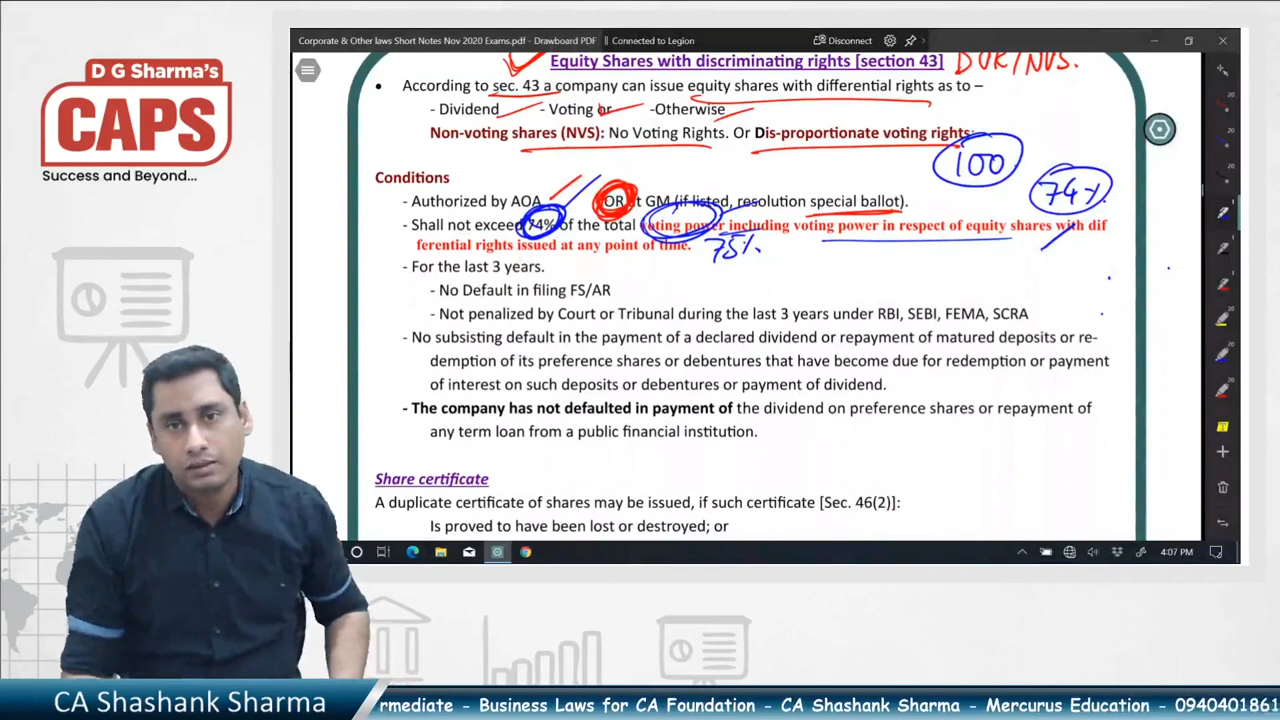 D G Sharma's
CAPS
Success and Beyond...
Corporate & Other laws Short Notes Nov 2020 Exams.pdf - Drawboard PDF
Connected to Legion
Disconnect
Equity Shares with discriminating rights [section 43]
DVR/NVS.
• According to sec. 43 a company can issue equity shares with differential rights as to –
- Dividend - Voting or -Otherwise
Non-voting shares (NVS): No Voting Rights. Or Dis-proportionate voting rights.
100
74%
Conditions
- Authorized by AOA OR at GM (if listed, resolution special ballot).
- Shall not exceed 74% of the total voting power including voting power in respect of equity shares with dif
ferential rights issued at any point of time.
75%
- For the last 3 years.
- No Default in filing FS/AR
- Not penalized by Court or Tribunal during the last 3 years under RBI, SEBI, FEMA, SCRA
- No subsisting default in the payment of a declared dividend or repayment of matured deposits or re-
demption of its preference shares or debentures that have become due for redemption or payment
of interest on such deposits or debentures or payment of dividend.
- The company has not defaulted in payment of the dividend on preference shares or repayment of
any term loan from a public financial institution.
Share certificate
A duplicate certificate of shares may be issued, if such certificate [Sec. 46(2)]:
Is proved to have been lost or destroyed; or
4:07 PM
CA Shashank Sharma
rmediate - Business Laws for CA Foundation - CA Shashank Sharma - Mercurus Education - 0940401861